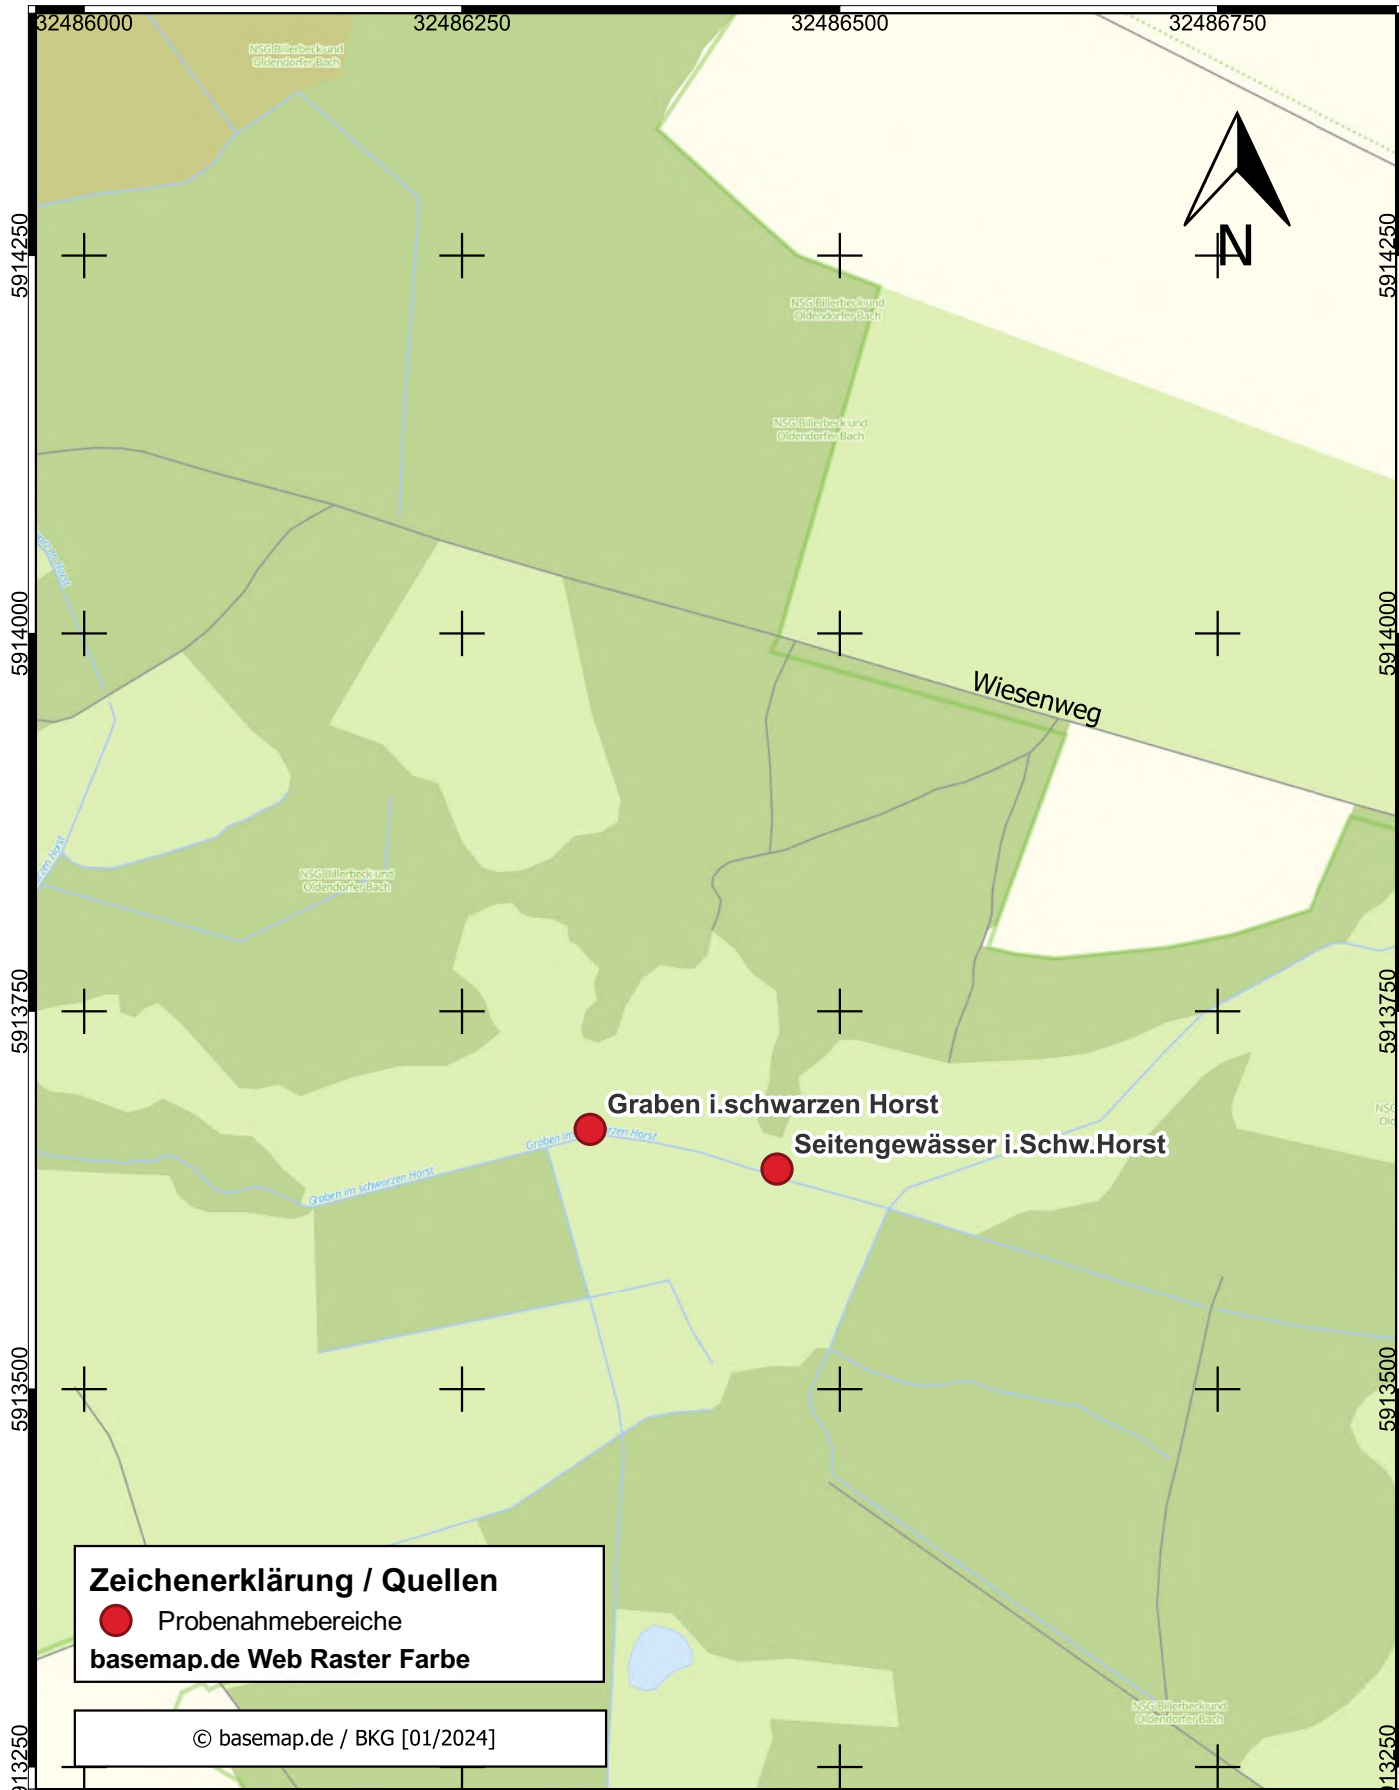 32486000
32486250
32486500
32486750
NSG Billerbeck und
Oldendorfer Bach
N
5914250
5914250
NSG Billerbeck und
Oldendorfer Bach
NSG Billerbeck und
Oldendorfer Bach
5914000
5914000
Wiesenweg
NSG Billerbeck und
Oldendorfer Bach
5913750
5913750
Graben i.schwarzen Horst
Seitengewässer i.Schw.Horst
Graben im schwarzen Horst
5913500
5913500
Zeichenerklärung / Quellen
Probenahmebereiche
basemap.de Web Raster Farbe
NSG Billerbeck und
Oldendorfer Bach
© basemap.de / BKG [01/2024]